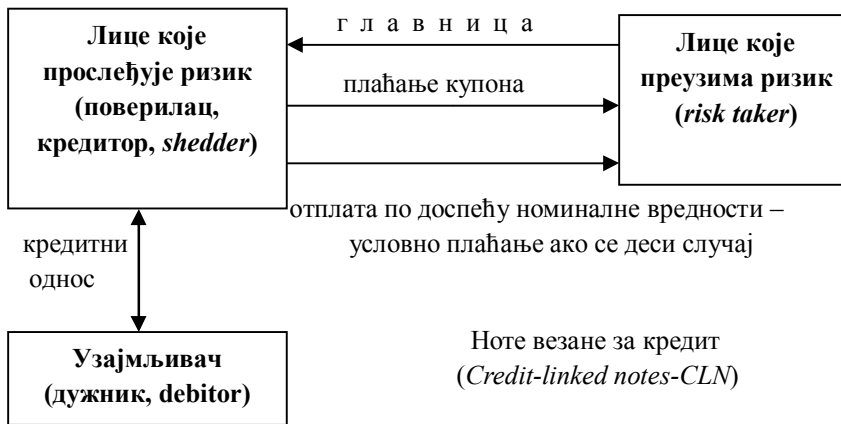 Лице које
прослеђује ризик
(поверилац,
кредитор, shedder)
г л а в н и ц а
плаћање купона
Лице које
преузима ризик
(risk taker)
отплата по доспећу номиналне вредности –
условно плаћање ако се деси случај
кредитни
однос
Узајмљивач
(дужник, debitor)
Ноте везане за кредит
(Credit-linked notes-CLN)